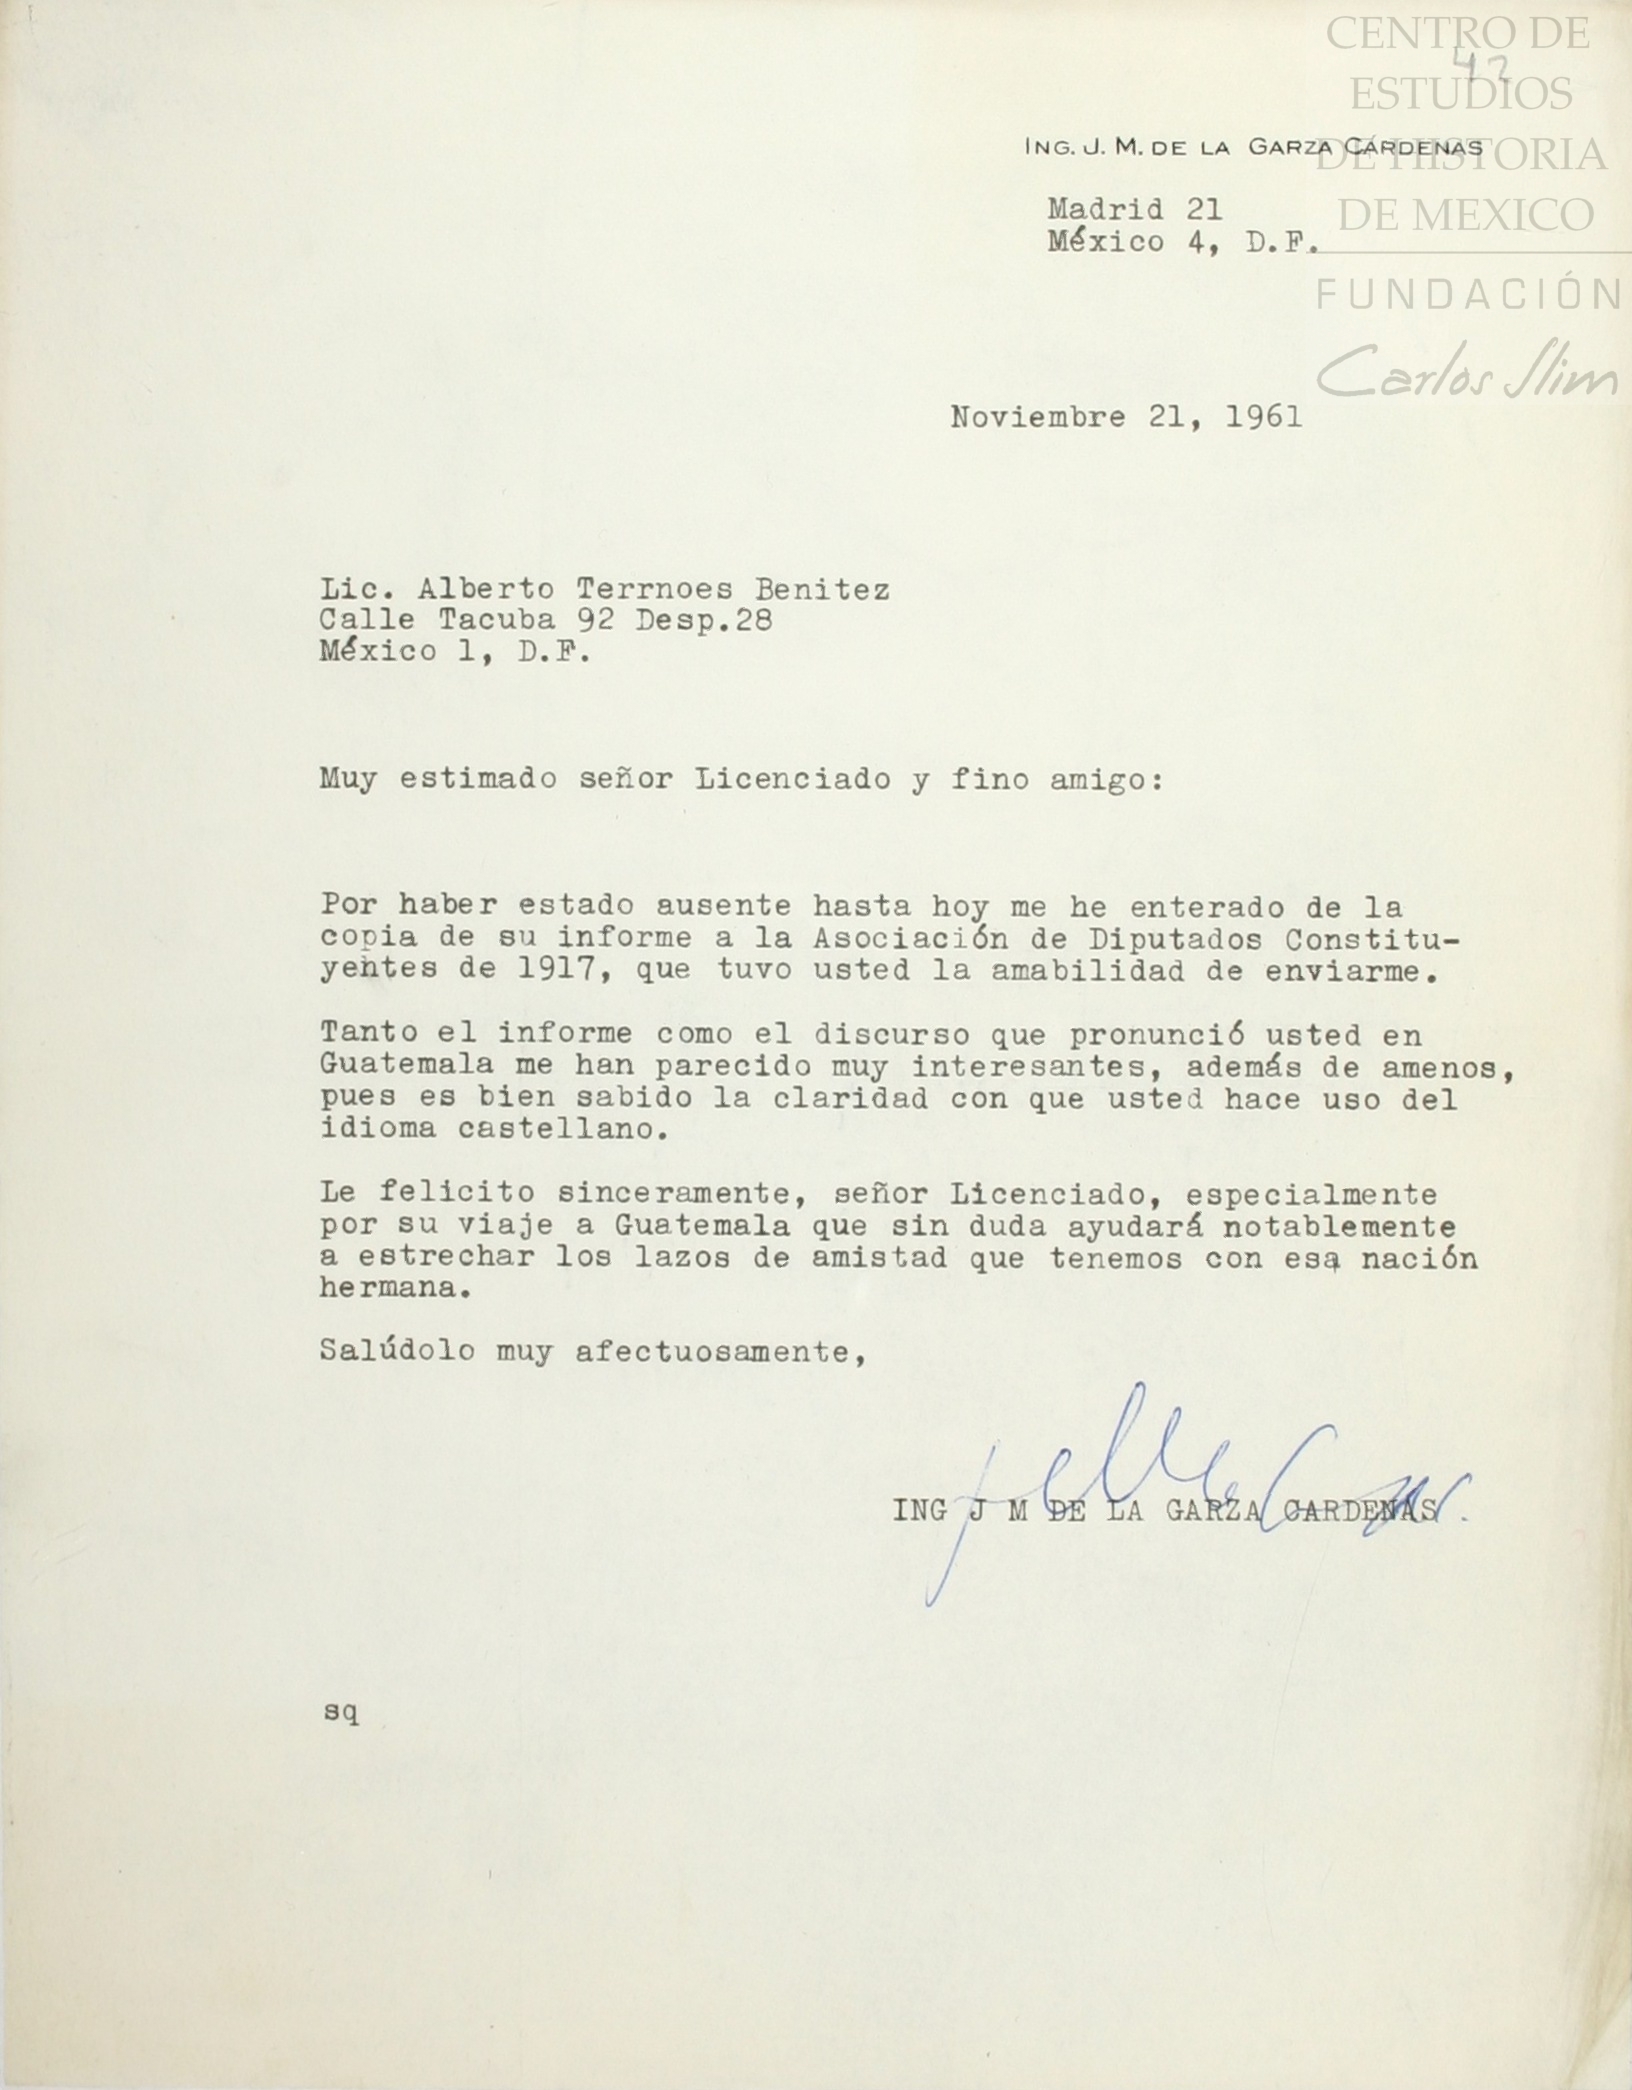 CENTRO DE
ESTUDIOS
DE HISTORIA
DE MEXICO
FUNDACIÓN
Carlos Slim
42
ING. J. M. DE LA GARZA CÁRDENAS
Madrid 21
México 4, D.F.
Noviembre 21, 1961
Lic. Alberto Terrnoes Benitez
Calle Tacuba 92 Desp.28
México 1, D.F.
Muy estimado señor Licenciado y fino amigo:
Por haber estado ausente hasta hoy me he enterado de la
copia de su informe a la Asociación de Diputados Constitu-
yentes de 1917, que tuvo usted la amabilidad de enviarme.
Tanto el informe como el discurso que pronunció usted en
Guatemala me han parecido muy interesantes, además de amenos,
pues es bien sabido la claridad con que usted hace uso del
idioma castellano.
Le felicito sinceramente, señor Licenciado, especialmente
por su viaje a Guatemala que sin duda ayudará notablemente
a estrechar los lazos de amistad que tenemos con esa nación
hermana.
Salúdolo muy afectuosamente,
ING J M DE LA GARZA CARDENAS
sq